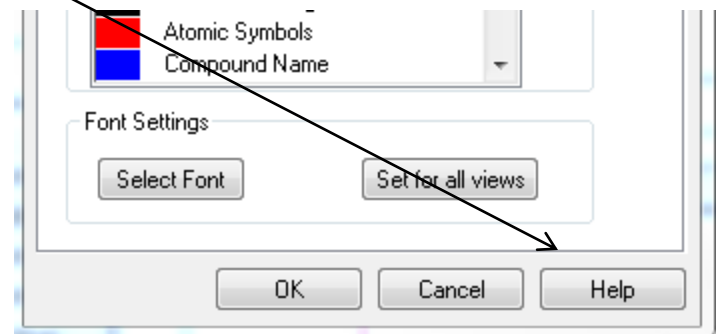 Atomic Symbols
Compound Name
Font Settings
Select Font Set for all views
OK Cancel Help